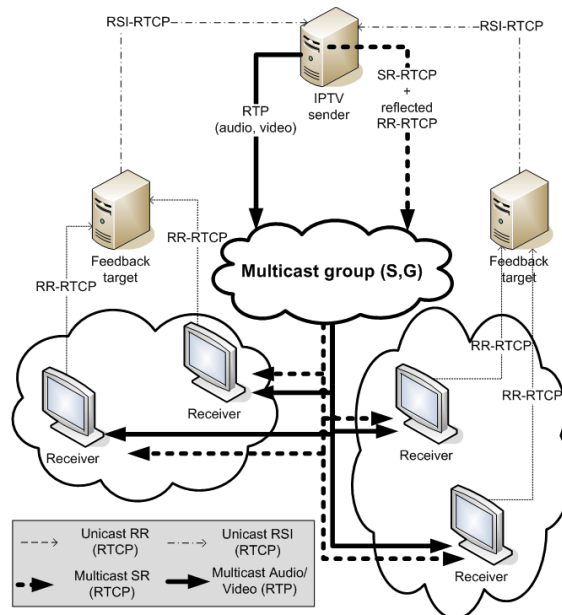 RSI-RTCP
RSI-RTCP
IPTV
sender
SR-RTCP
+
reflected
RR-RTCP
RTP
(audio, video)
Feedback
target
Feedback
target
RR-RTCP
RR-RTCP
Multicast group (S,G)
Receiver
Receiver
RR-RTCP
RR-RTCP
Receiver
Receiver
Unicast RR
(RTCP)
Unicast RSI
(RTCP)
Multicast SR
(RTCP)
Multicast Audio/
Video (RTP)